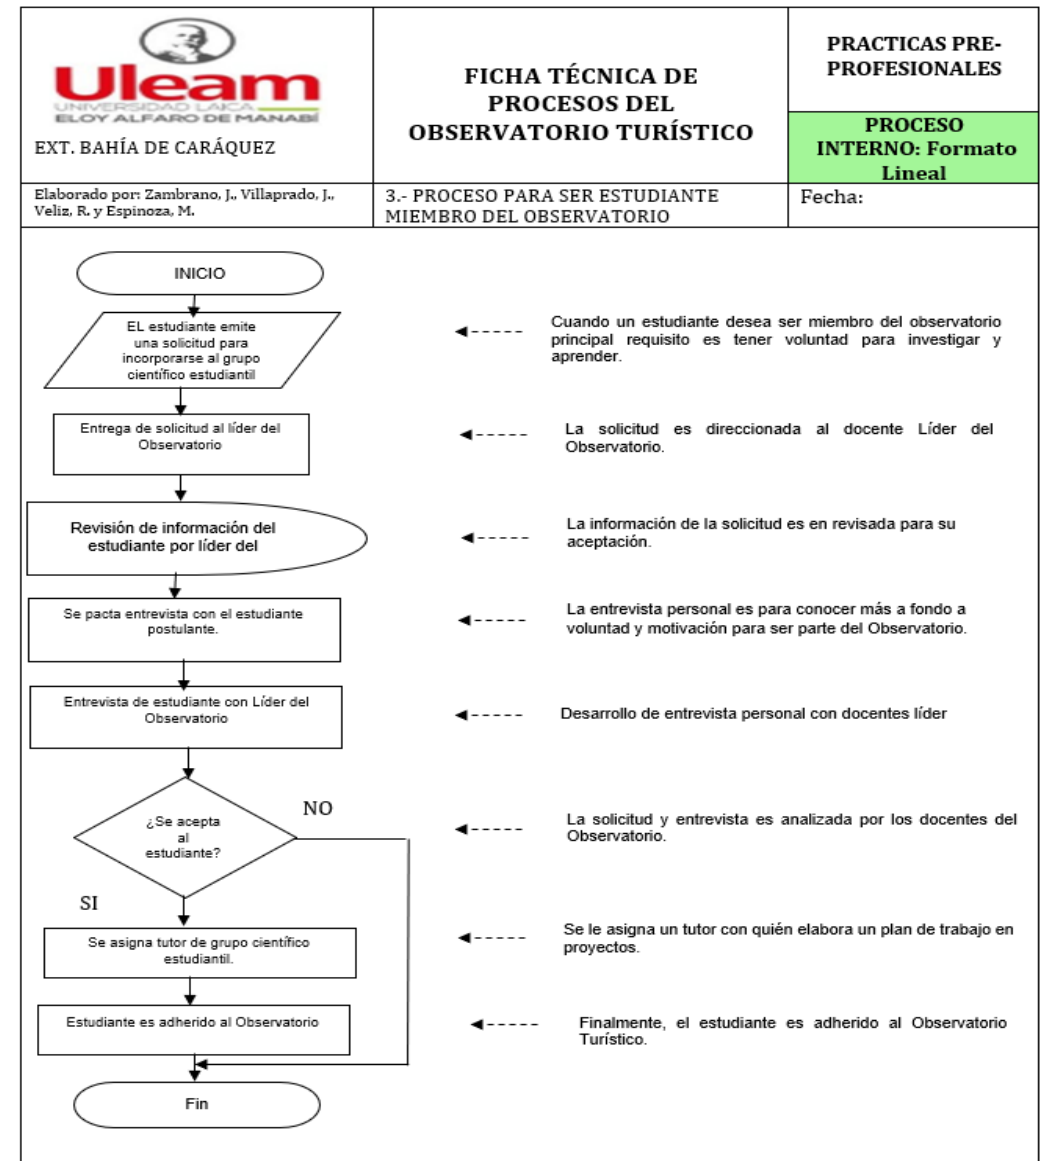 Uleam
UNIVERSIDAD LAICA
ELOY ALFARO DE MANABÍ
EXT. BAHÍA DE CARÁQUEZ
FICHA TÉCNICA DE
PROCESOS DEL
OBSERVATORIO TURÍSTICO
PRACTICAS PRE-
PROFESIONALES
PROCESO
INTERNO: Formato
Lineal
Elaborado por: Zambrano, J., Villaprado, J.,
Veliz, R. y Espinoza, M.
3.- PROCESO PARA SER ESTUDIANTE
MIEMBRO DEL OBSERVATORIO
Fecha:
INICIO
EL estudiante emite
una solicitud para
incorporarse al grupo
científico estudiantil
Cuando un estudiante desea ser miembro del observatorio
principal requisito es tener voluntad para investigar y
aprender.
Entrega de solicitud al líder del
Observatorio
La solicitud es direccionada al docente Líder del
Observatorio.
Revisión de información del
estudiante por líder del
La información de la solicitud es en revisada para su
aceptación.
Se pacta entrevista con el estudiante
postulante.
La entrevista personal es para conocer más a fondo a
voluntad y motivación para ser parte del Observatorio.
Entrevista de estudiante con Líder del
Observatorio
Desarrollo de entrevista personal con docentes líder
¿Se acepta
al
estudiante?
NO
SI
La solicitud y entrevista es analizada por los docentes del
Observatorio.
Se asigna tutor de grupo científico
estudiantil.
Se le asigna un tutor con quién elabora un plan de trabajo en
proyectos.
Estudiante es adherido al Observatorio
Finalmente, el estudiante es adherido al Observatorio
Turístico.
Fin